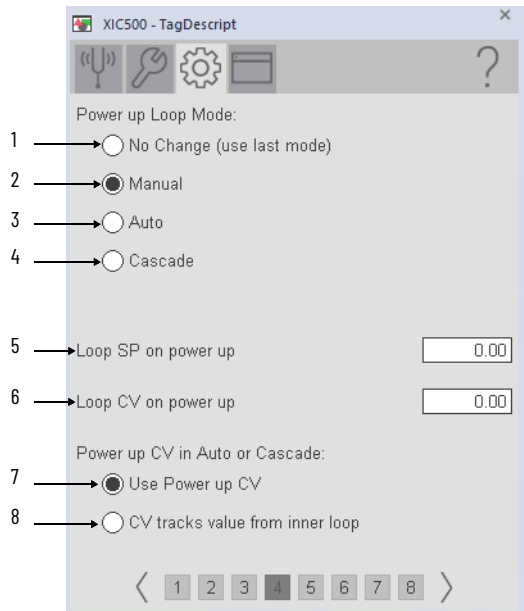 XIC500 - TagDescript
Power up Loop Mode:
1 No Change (use last mode)
2 Manual
3 Auto
4 Cascade
5 Loop SP on power up 0.00
6 Loop CV on power up 0.00
Power up CV in Auto or Cascade:
7 Use Power up CV
8 CV tracks value from inner loop
1 2 3 4 5 6 7 8